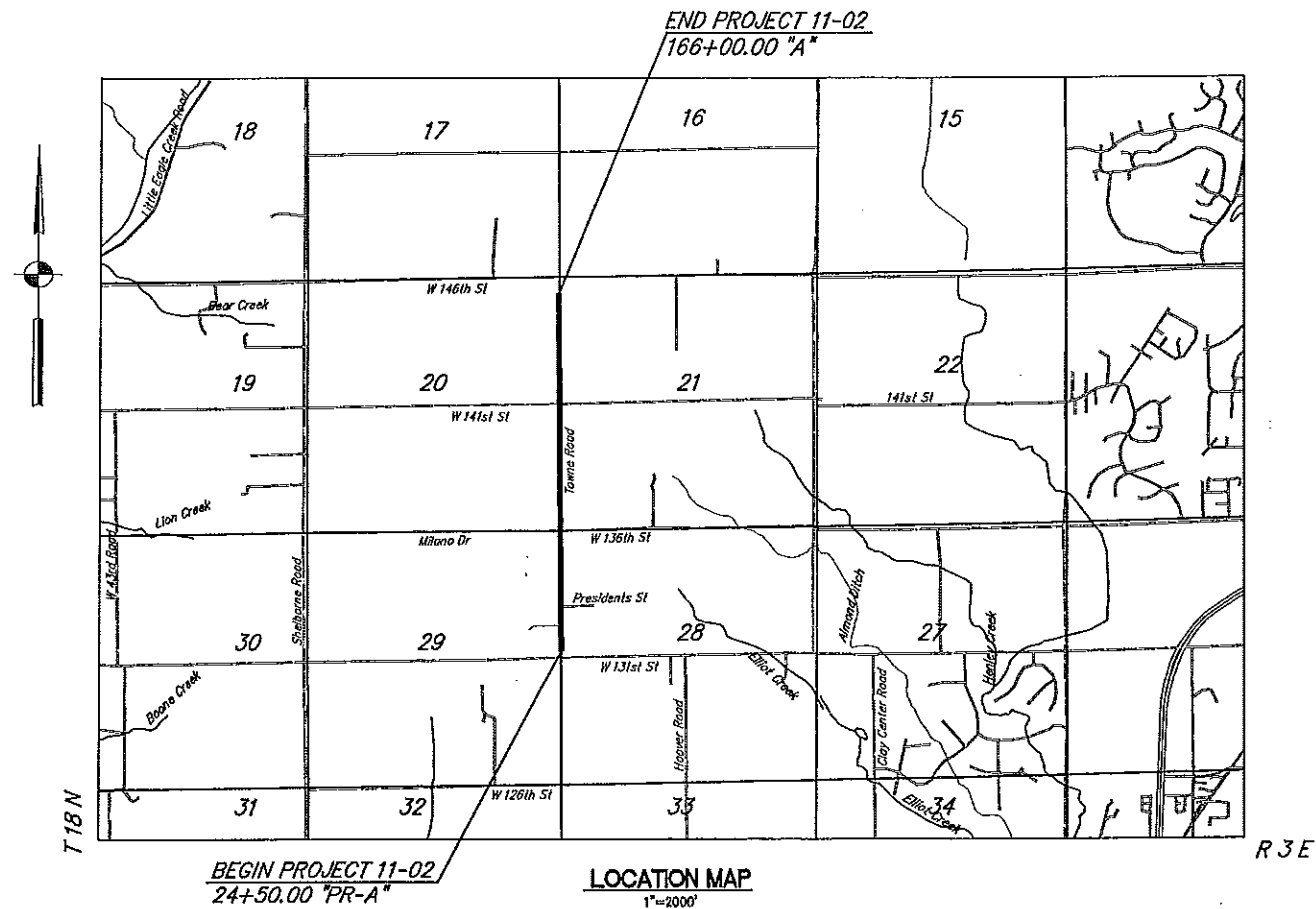 END PROJECT 11-02
166+00.00 "A"
18
17
16
15
Little Eagle Creek Road
W 146th St
Bear Creek
19
20
21
22
W 141st St
141st St
Towne Road
Lion Creek
W 43rd Road
Shelborne Road
Milano Dr
W 136th St
Presidents St
Almond Ditch
Henley Creek
30
29
28
27
W 131st St
Elliot Creek
Boone Creek
Hoover Road
Clay Center Road
W 126th St
31
32
33
34
Elliot Creek
T 18 N
R 3 E
BEGIN PROJECT 11-02
24+50.00 "PR-A"
LOCATION MAP
1"=2000'